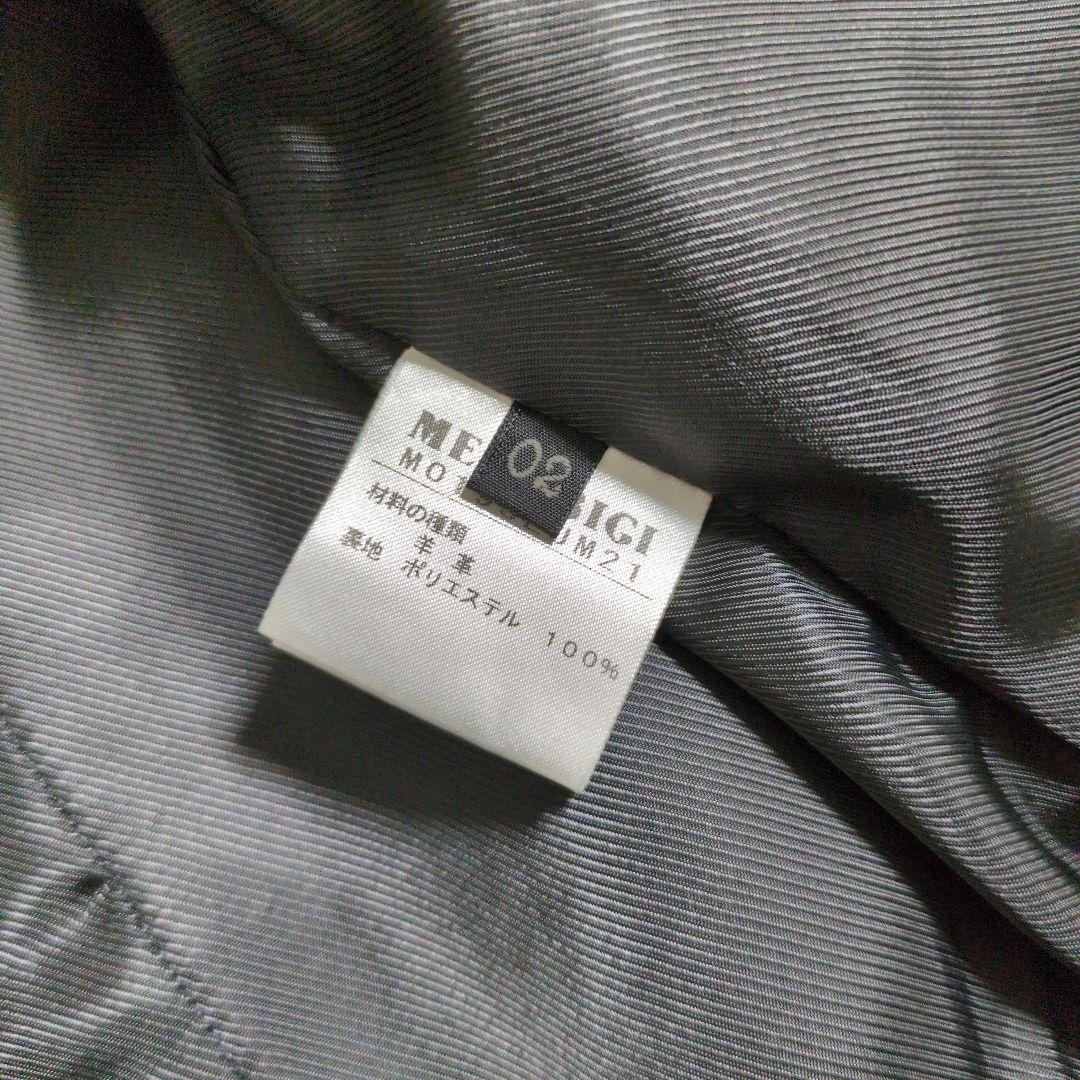 02
ME BIGI
MO UM21
材料の種類
羊革
裏地 ポリエステル 100%